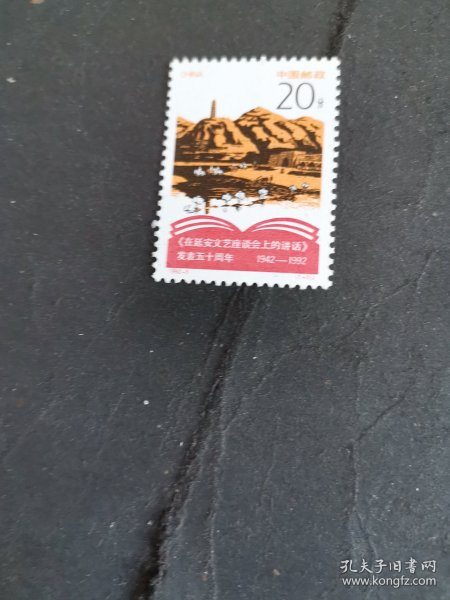 CHINA 中国邮政
20分
《在延安文艺座谈会上的讲话》
发表五十周年 1942—1992
孔夫子旧书网
www.kongfz.com